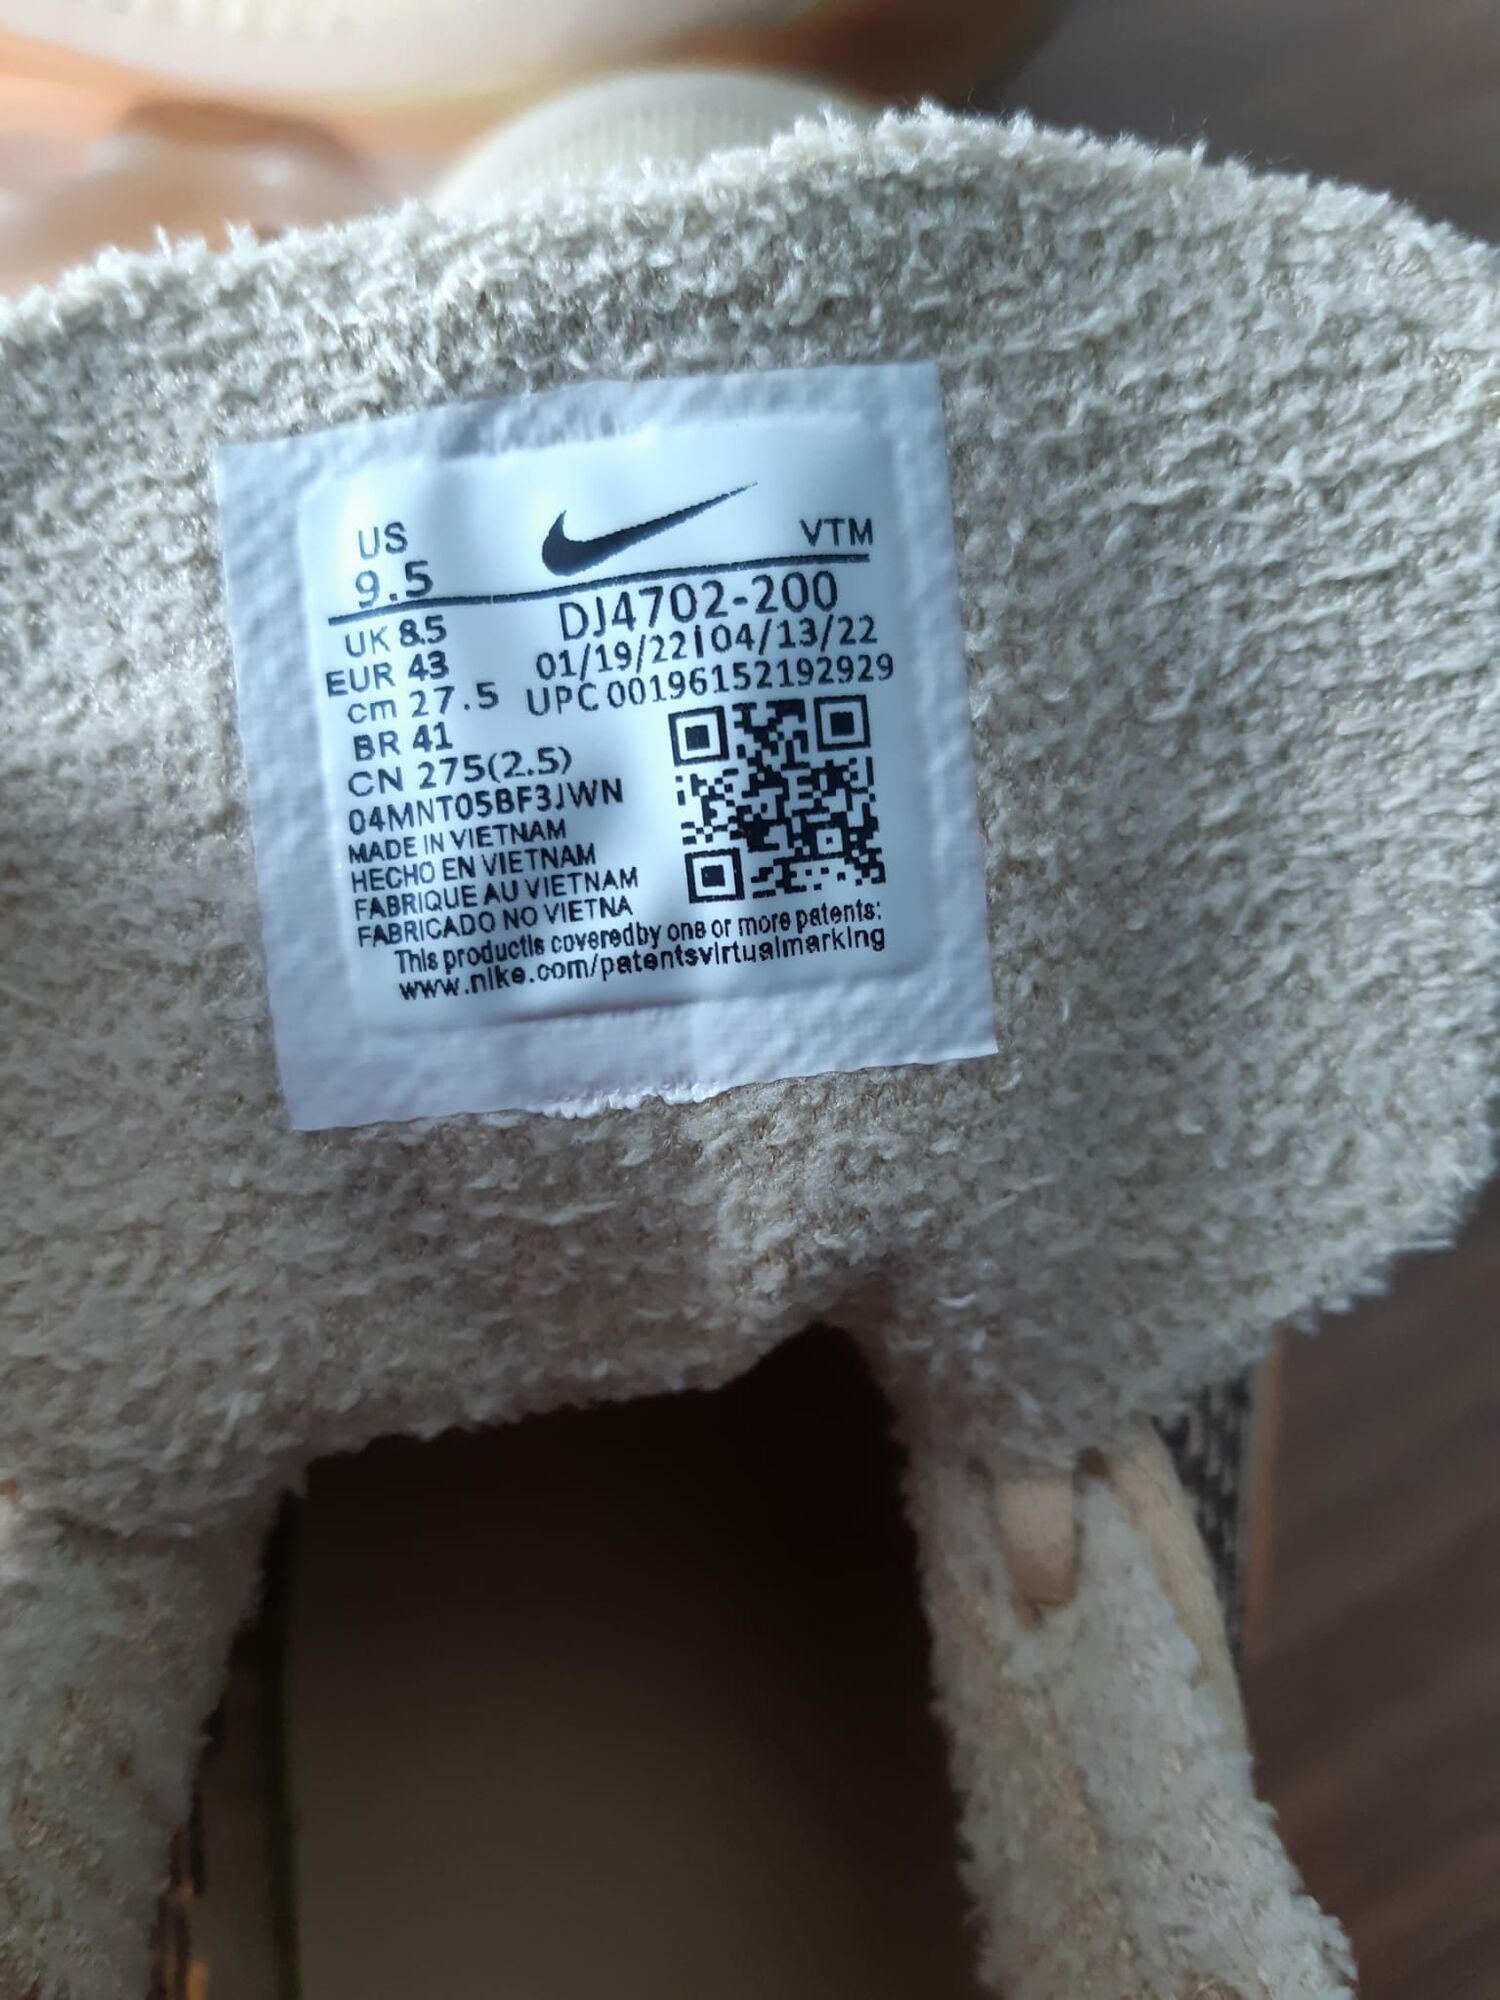 US VTM
9.5 DJ4702-200
UK 8.5 01/19/22|04/13/22
EUR 43 UPC 00196152192929
cm 27.5
BR 41
CN 275(2.5)
04MNT05BF3JWN
MADE IN VIETNAM
HECHO EN VIETNAM
FABRIQUE AU VIETNAM
FABRICADO NO VIETNA
This productis coveredby one or more patents:
www.nike.com/patentsvirtualmarking